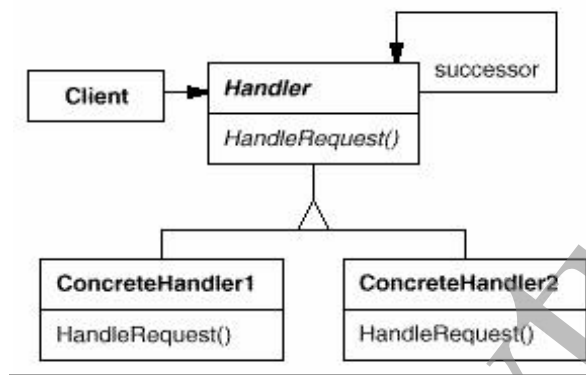 successor
Client
Handler
HandleRequest()
ConcreteHandler1
ConcreteHandler2
HandleRequest()
HandleRequest()